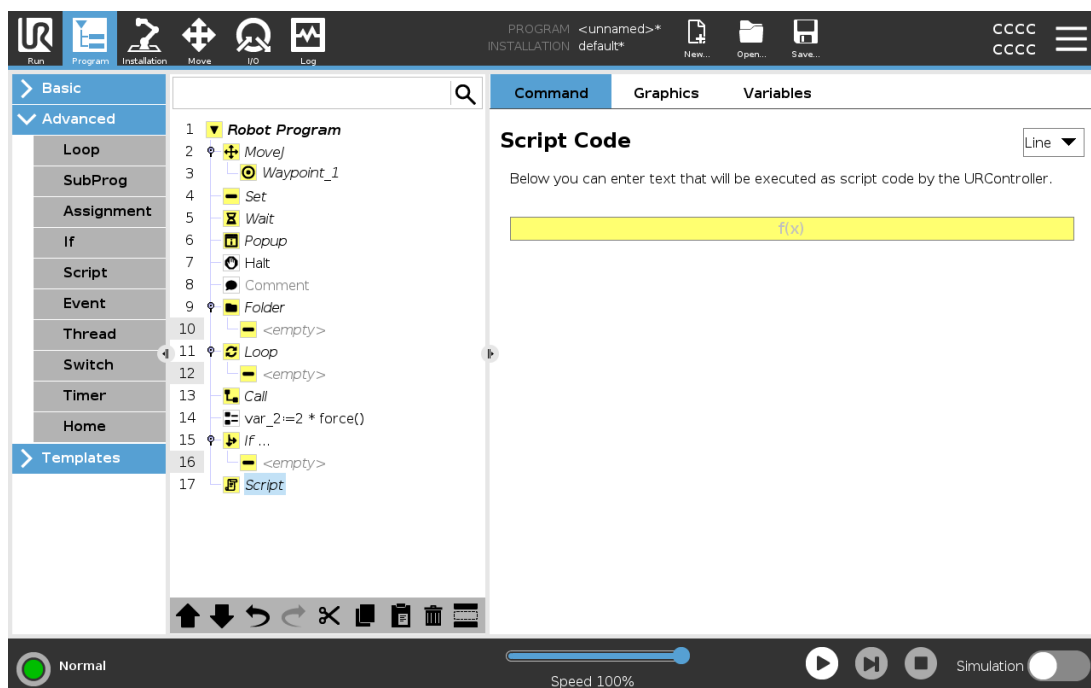 PROGRAM <unnamed>*
INSTALLATION default*
CCCC
CCCC
UR
Run
Program
Installation
Move
I/O
Log
New...
Open...
Save...
Basic
Advanced
Loop
SubProg
Assignment
If
Script
Event
Thread
Switch
Timer
Home
Templates
1 Robot Program
2 MoveJ
3 Waypoint_1
4 Set
5 Wait
6 Popup
7 Halt
8 Comment
9 Folder
10 <empty>
11 Loop
12 <empty>
13 Call
14 var_2:=2 * force()
15 If ...
16 <empty>
17 Script
Command
Graphics
Variables
Script Code
Line
Below you can enter text that will be executed as script code by the URController.
f(x)
Normal
Speed 100%
Simulation